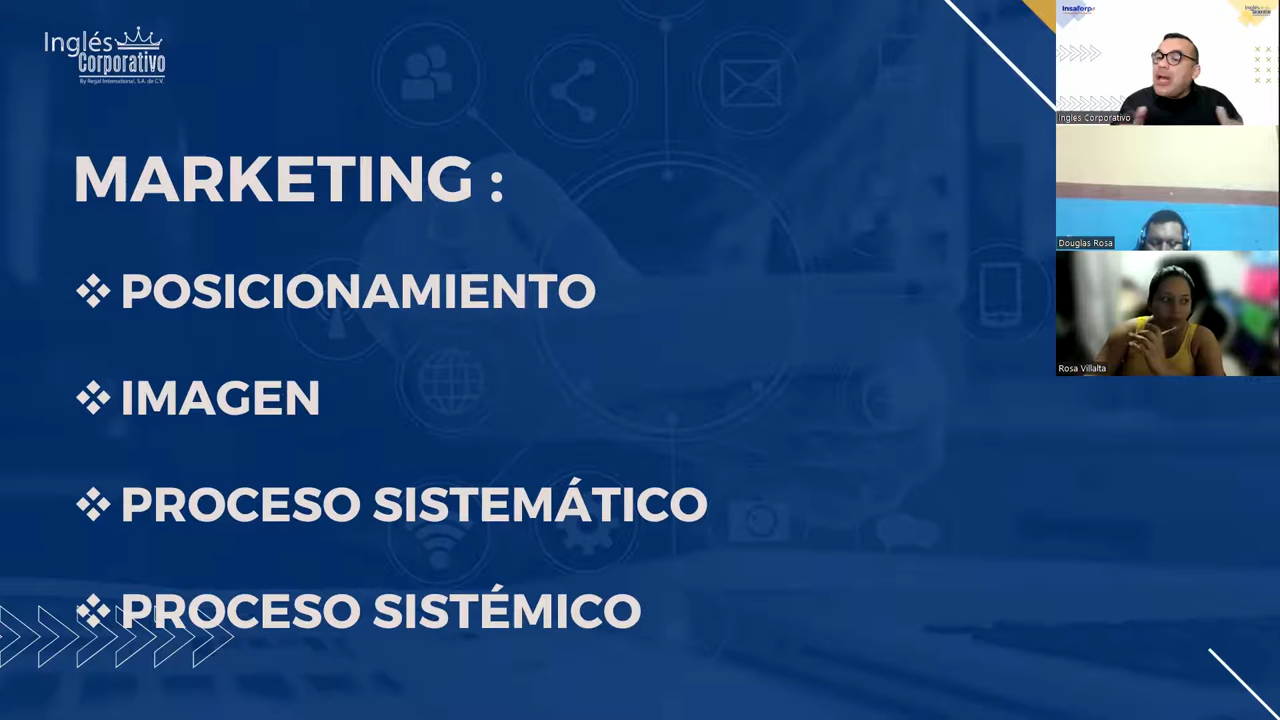 Inglés
Corporativo
By Regal International, S.A. de C.V.
MARKETING :
❖ POSICIONAMIENTO
❖ IMAGEN
❖ PROCESO SISTEMÁTICO
❖ PROCESO SISTÉMICO
Insaforp
Ingles Corporativo
Douglas Rosa
Rosa Villalta